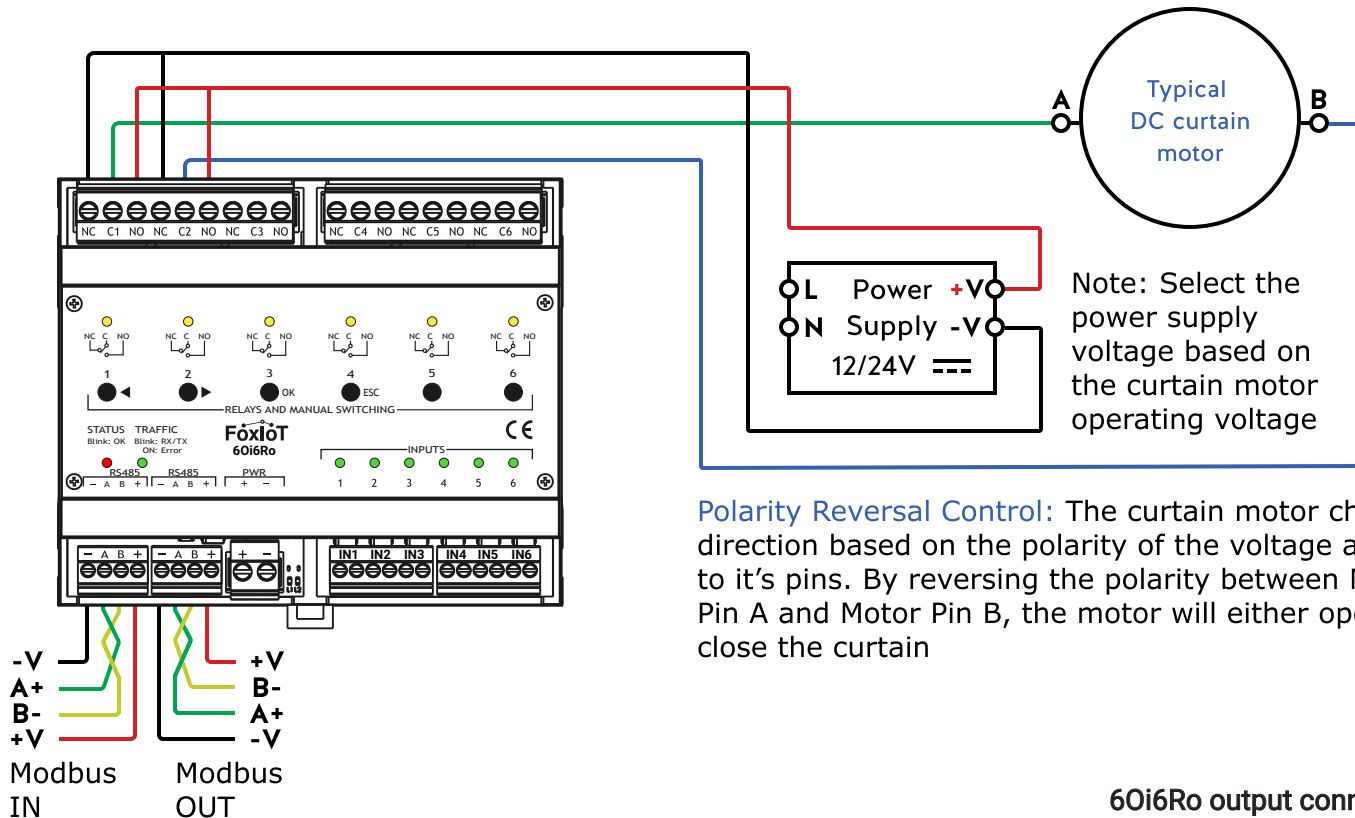 A
B
Typical
DC curtain
motor
NC C1 NO NC C2 NO NC C3 NO
NC C4 NO NC C5 NO NC C6 NO
L Power +V
N Supply -V
12/24V
Note: Select the
power supply
voltage based on
the curtain motor
operating voltage
NC C NO NC C NO NC C NO NC C NO NC C NO NC C NO
1 2 3 4 5 6
OK ESC
RELAYS AND MANUAL SWITCHING
STATUS TRAFFIC
Blink: OK Blink: RX/TX
ON: Error
FoxIoT
6Oi6Ro
CE
INPUTS
RS485 RS485 PWR
– A B + – A B + + –
1 2 3 4 5 6
– A B + – A B + + –
IN1 IN2 IN3 IN4 IN5 IN6
Polarity Reversal Control: The curtain motor ch
direction based on the polarity of the voltage a
to it’s pins. By reversing the polarity between
Pin A and Motor Pin B, the motor will either op
close the curtain
-V
A+
B-
+V
+V
B-
A+
-V
Modbus
IN
Modbus
OUT
6Oi6Ro output conn